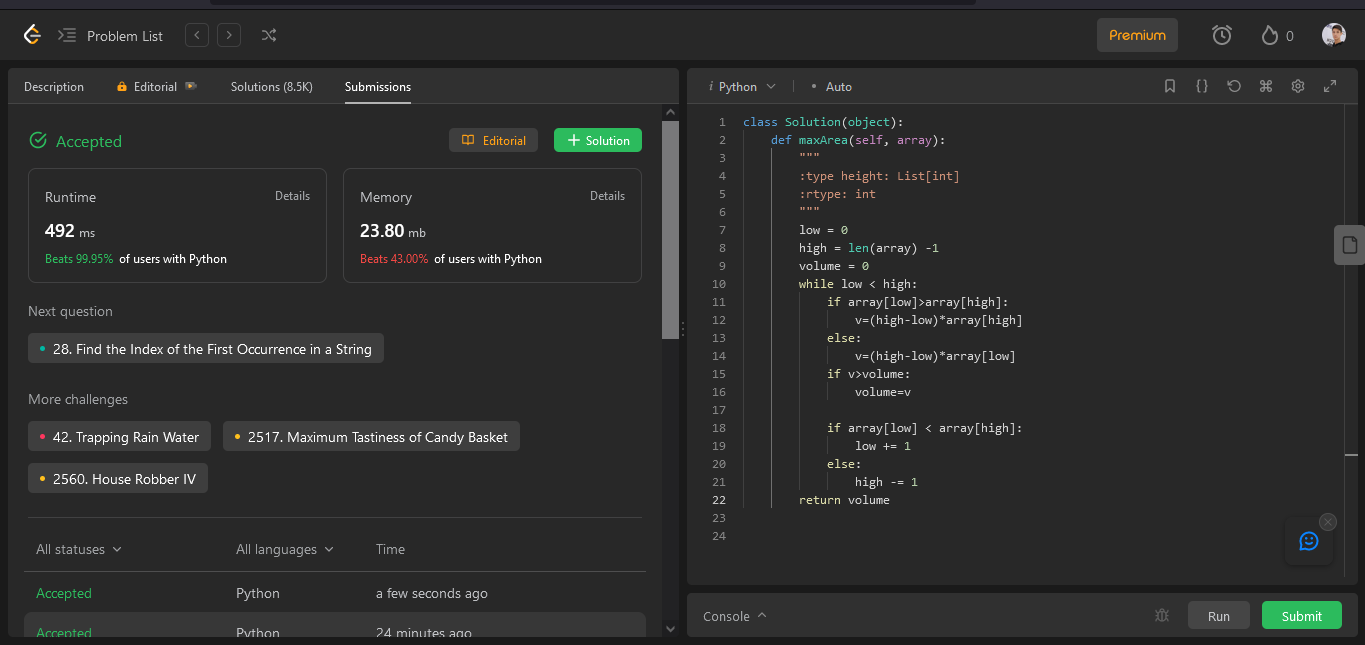 Problem List
Premium
0
Description Editorial Solutions (8.5K) Submissions
Accepted
Editorial
Solution
Runtime Details
492 ms
Beats 99.95% of users with Python
Memory Details
23.80 mb
Beats 43.00% of users with Python
Next question
28. Find the Index of the First Occurrence in a String
More challenges
42. Trapping Rain Water
2517. Maximum Tastiness of Candy Basket
2560. House Robber IV
All statuses All languages Time
Accepted Python a few seconds ago
Accepted Python 24 minutes ago
i Python • Auto
1 class Solution(object):
2 def maxArea(self, array):
3 """
4 :type height: List[int]
5 :rtype: int
6 """
7 low = 0
8 high = len(array) -1
9 volume = 0
10 while low < high:
11 if array[low]>array[high]:
12 v=(high-low)*array[high]
13 else:
14 v=(high-low)*array[low]
15 if v>volume:
16 volume=v
17
18 if array[low] < array[high]:
19 low += 1
20 else:
21 high -= 1
22 return volume
23
24
Console
Run
Submit